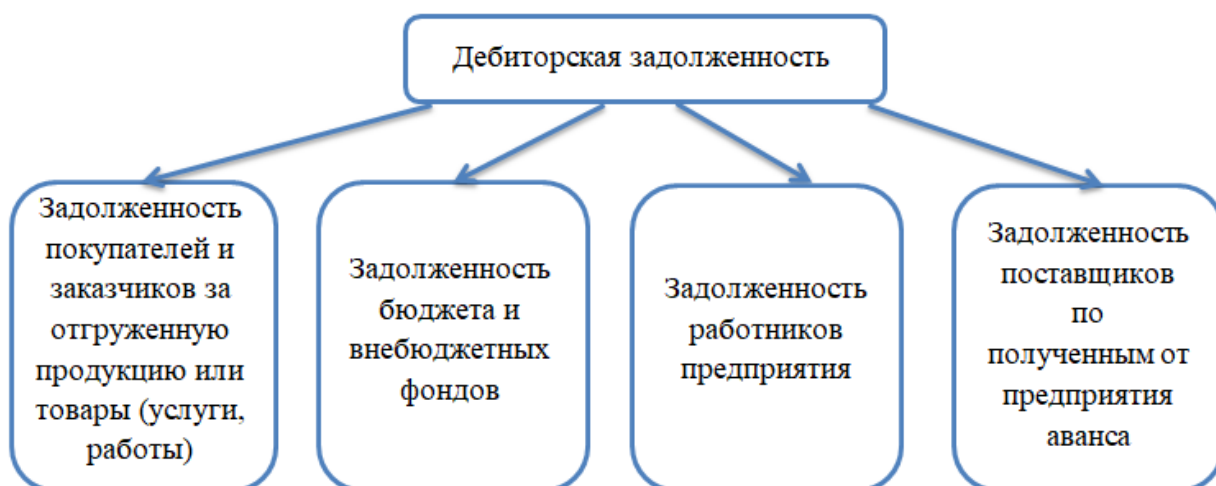 Дебиторская задолженность
Задолженность
покупателей и
заказчиков за
отгруженную
продукцию или
товары (услуги,
работы)
Задолженность
бюджета и
внебюджетных
фондов
Задолженность
работников
предприятия
Задолженность
поставщиков
по
полученным от
предприятия
аванса